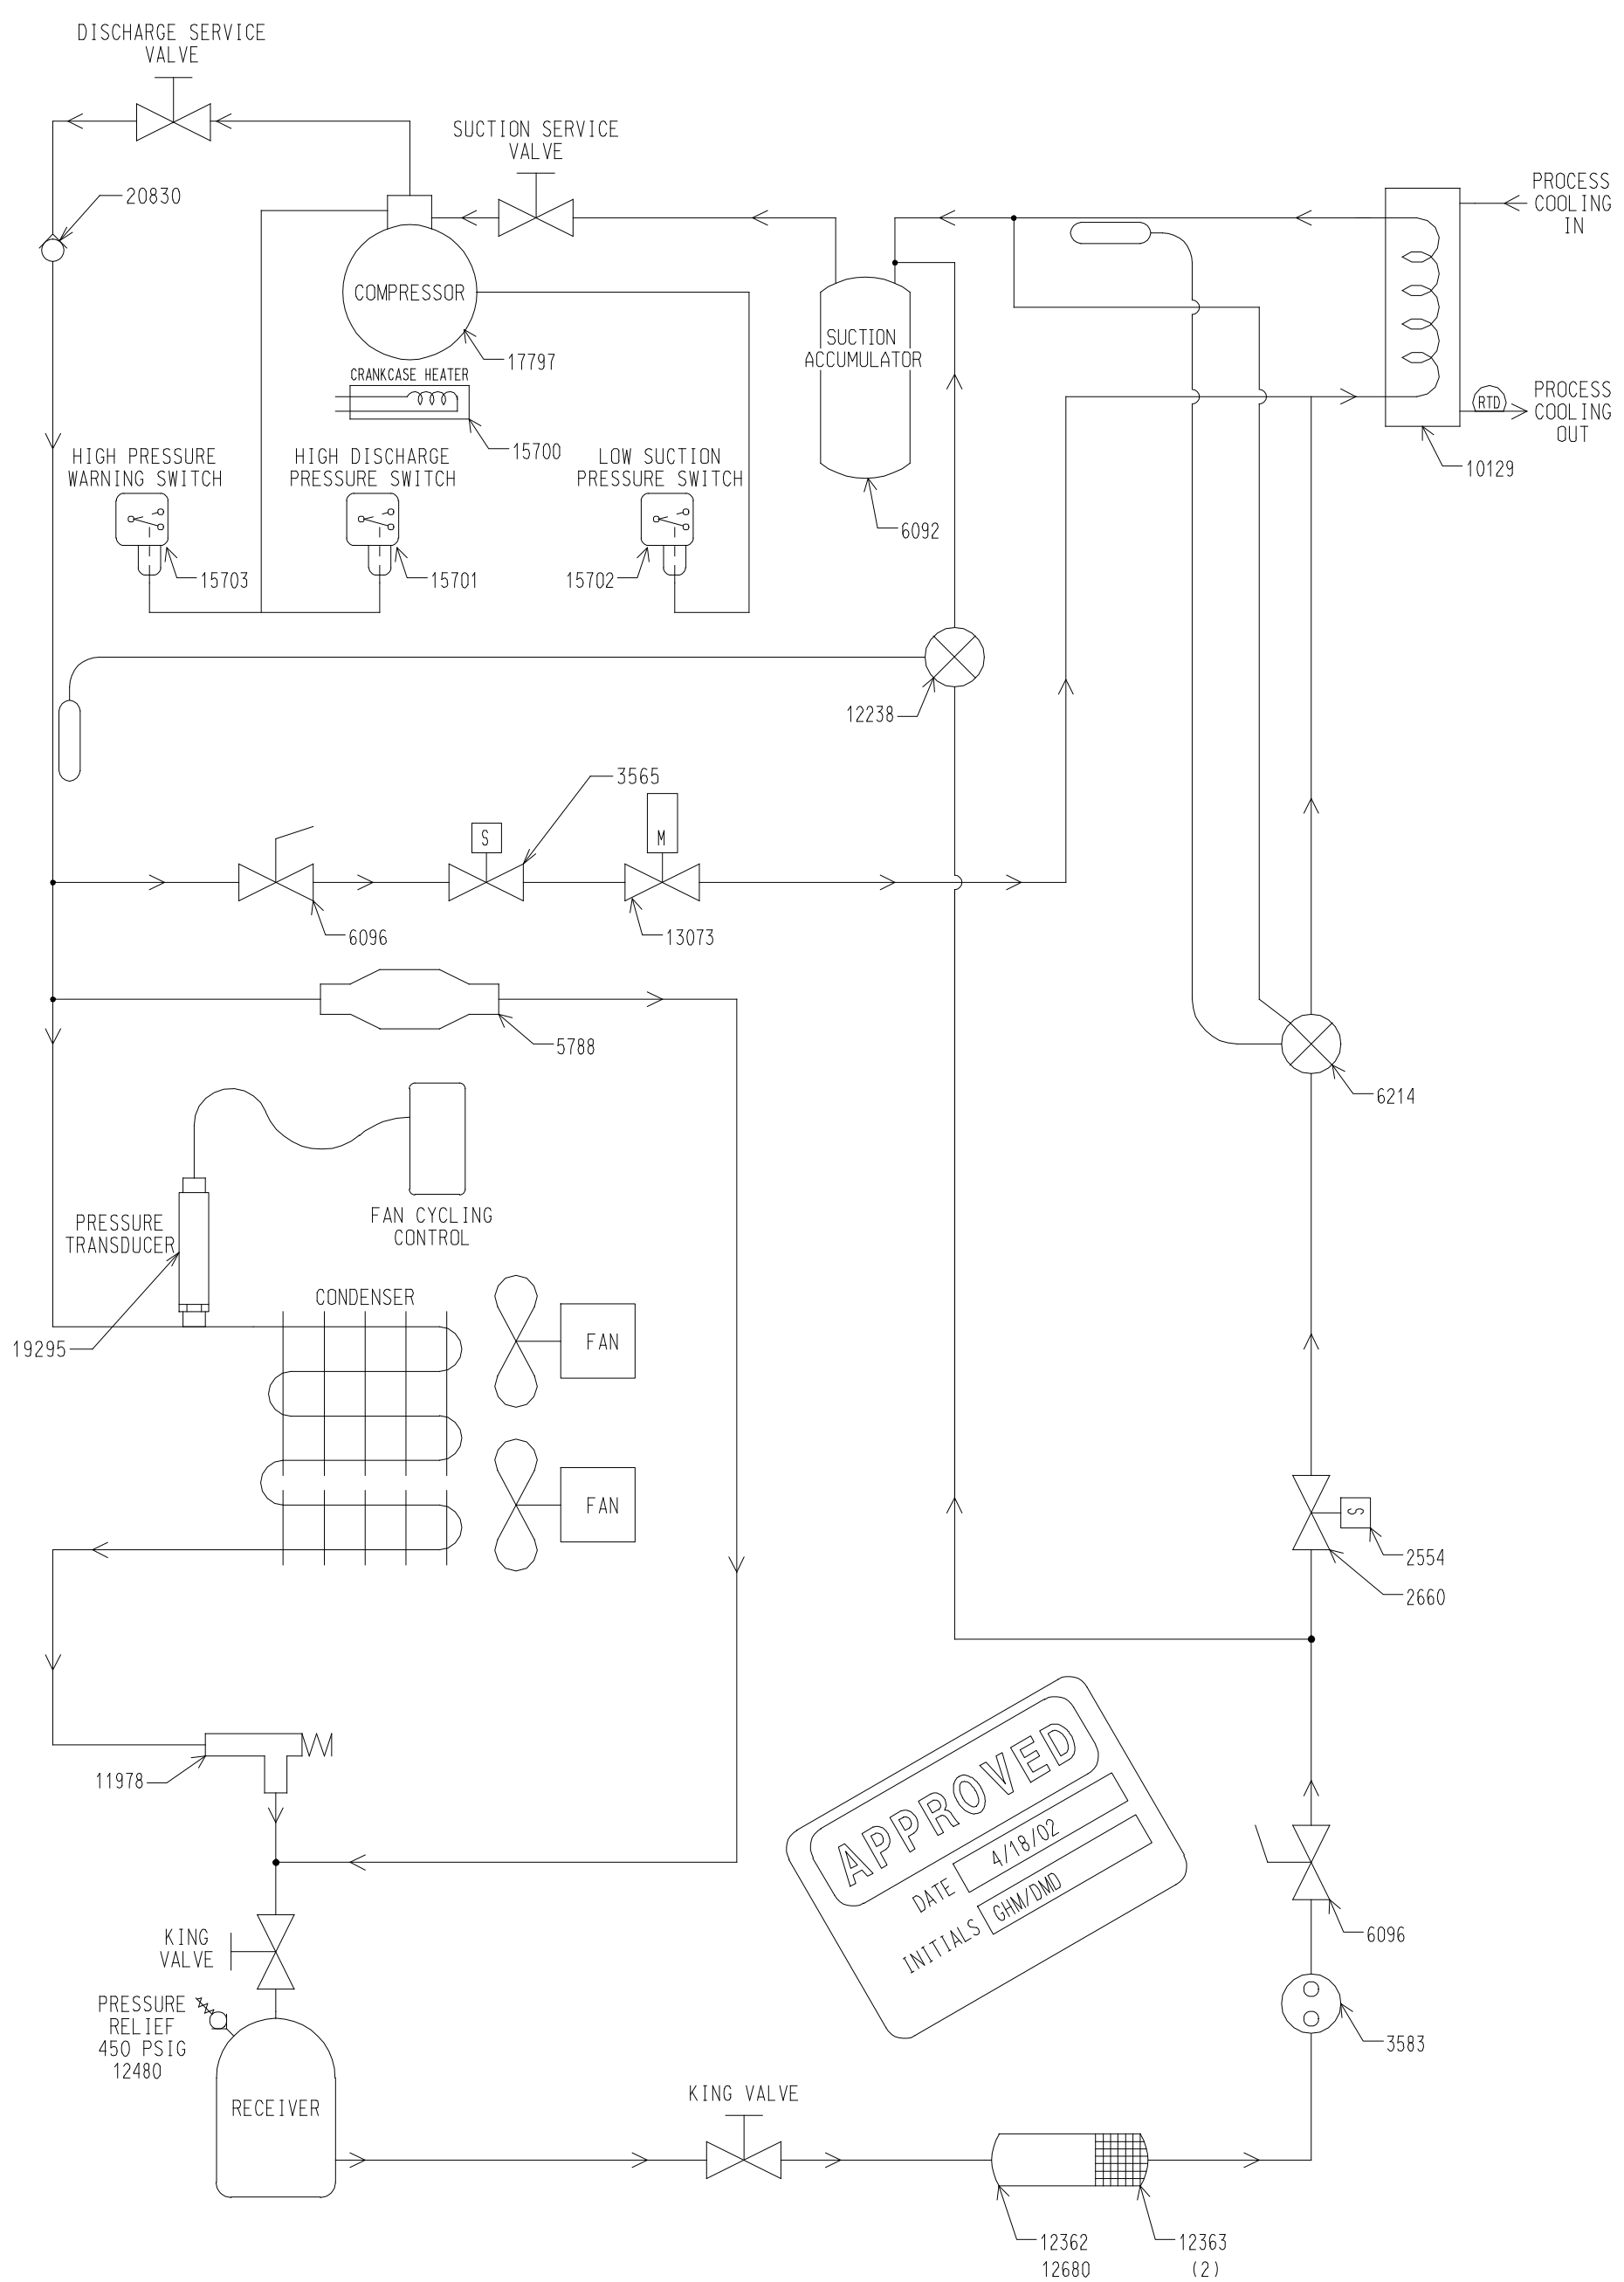 DISCHARGE SERVICE
VALVE
SUCTION SERVICE
VALVE
20830
PROCESS
COOLING
IN
COMPRESSOR
17797
SUCTION
ACCUMULATOR
CRANKCASE HEATER
15700
RTD
PROCESS
COOLING
OUT
10129
HIGH PRESSURE
WARNING SWITCH
HIGH DISCHARGE
PRESSURE SWITCH
LOW SUCTION
PRESSURE SWITCH
6092
15703
15701
15702
12238
3565
S
M
6096
13073
5788
6214
PRESSURE
TRANSDUCER
FAN CYCLING
CONTROL
CONDENSER
19295
FAN
FAN
S
2554
2660
11978
APPROVED
DATE 4/18/02
INITIALS GHM/DMD
KING
VALVE
6096
PRESSURE
RELIEF
450 PSIG
12480
3583
RECEIVER
KING VALVE
12362
12680
12363
(2)